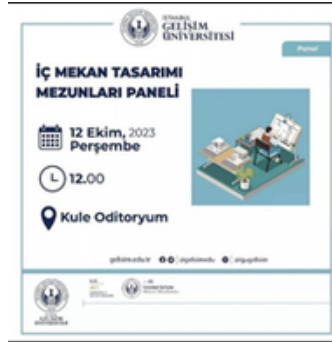 İSTANBUL
GELİŞİM
ÜNİVERSİTESİ
Panel
İÇ MEKAN TASARIMI
MEZUNLARI PANELİ
12 Ekim, 2023
Perşembe
12.00
Kule Oditoryum
gelisim.edu.tr